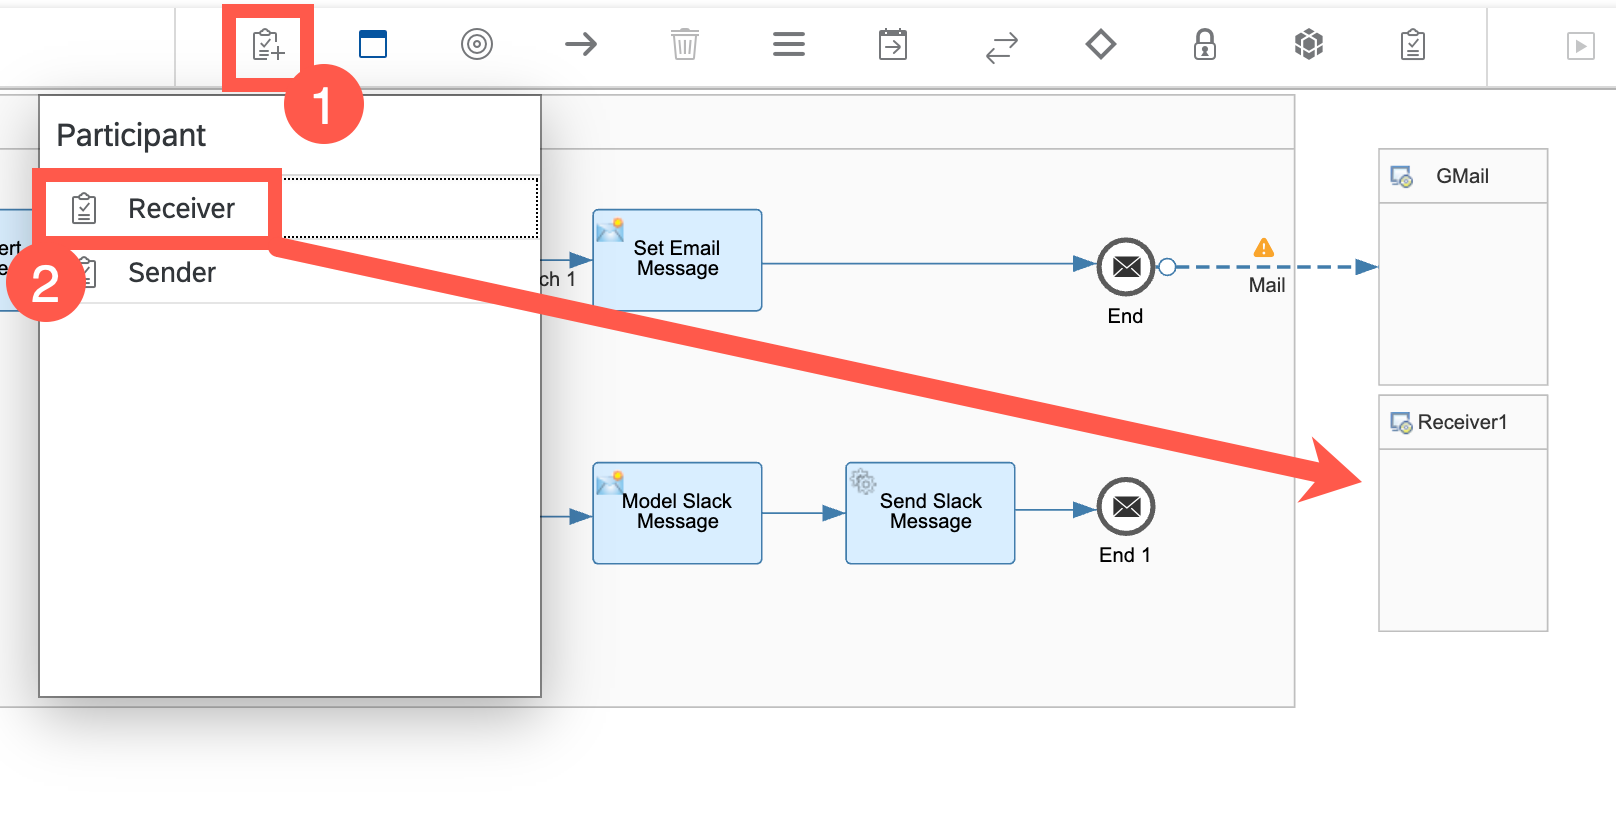 1
Participant
Receiver
2
Sender
ert
e
ch 1
Set Email
Message
End
Mail
GMail
Receiver1
Model Slack
Message
Send Slack
Message
End 1